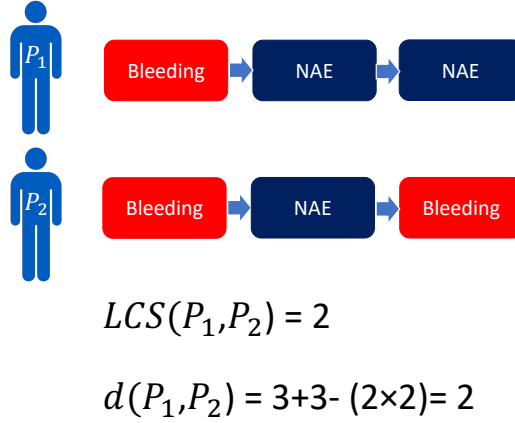 P₁ Bleeding NAE NAE
P₂ Bleeding NAE Bleeding
LCS(P₁,P₂) = 2
d(P₁,P₂) = 3+3- (2×2)= 2